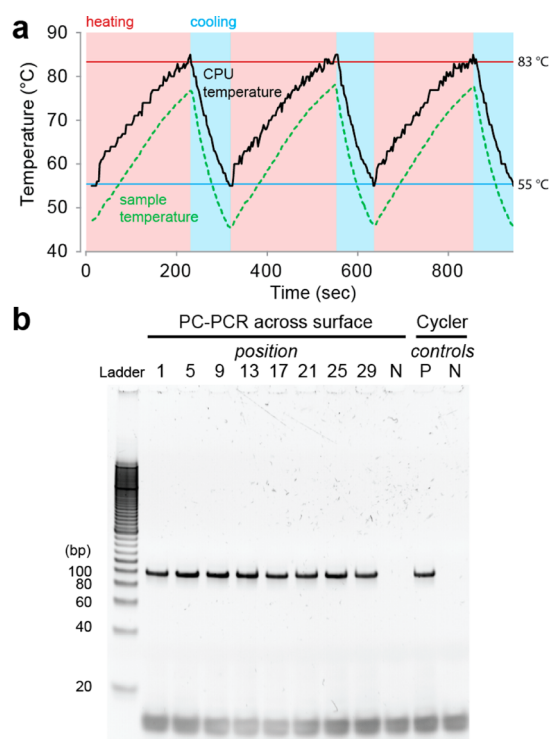 a
heating cooling
90
80
70
60
50
40
Temperature (°C)
CPU
temperature
sample
temperature
83 °C
55 °C
0 200 400 600 800
Time (sec)
b
PC-PCR across surface Cycler
position controls
Ladder 1 5 9 13 17 21 25 29 N P N
(bp)
100
80
60
40
20